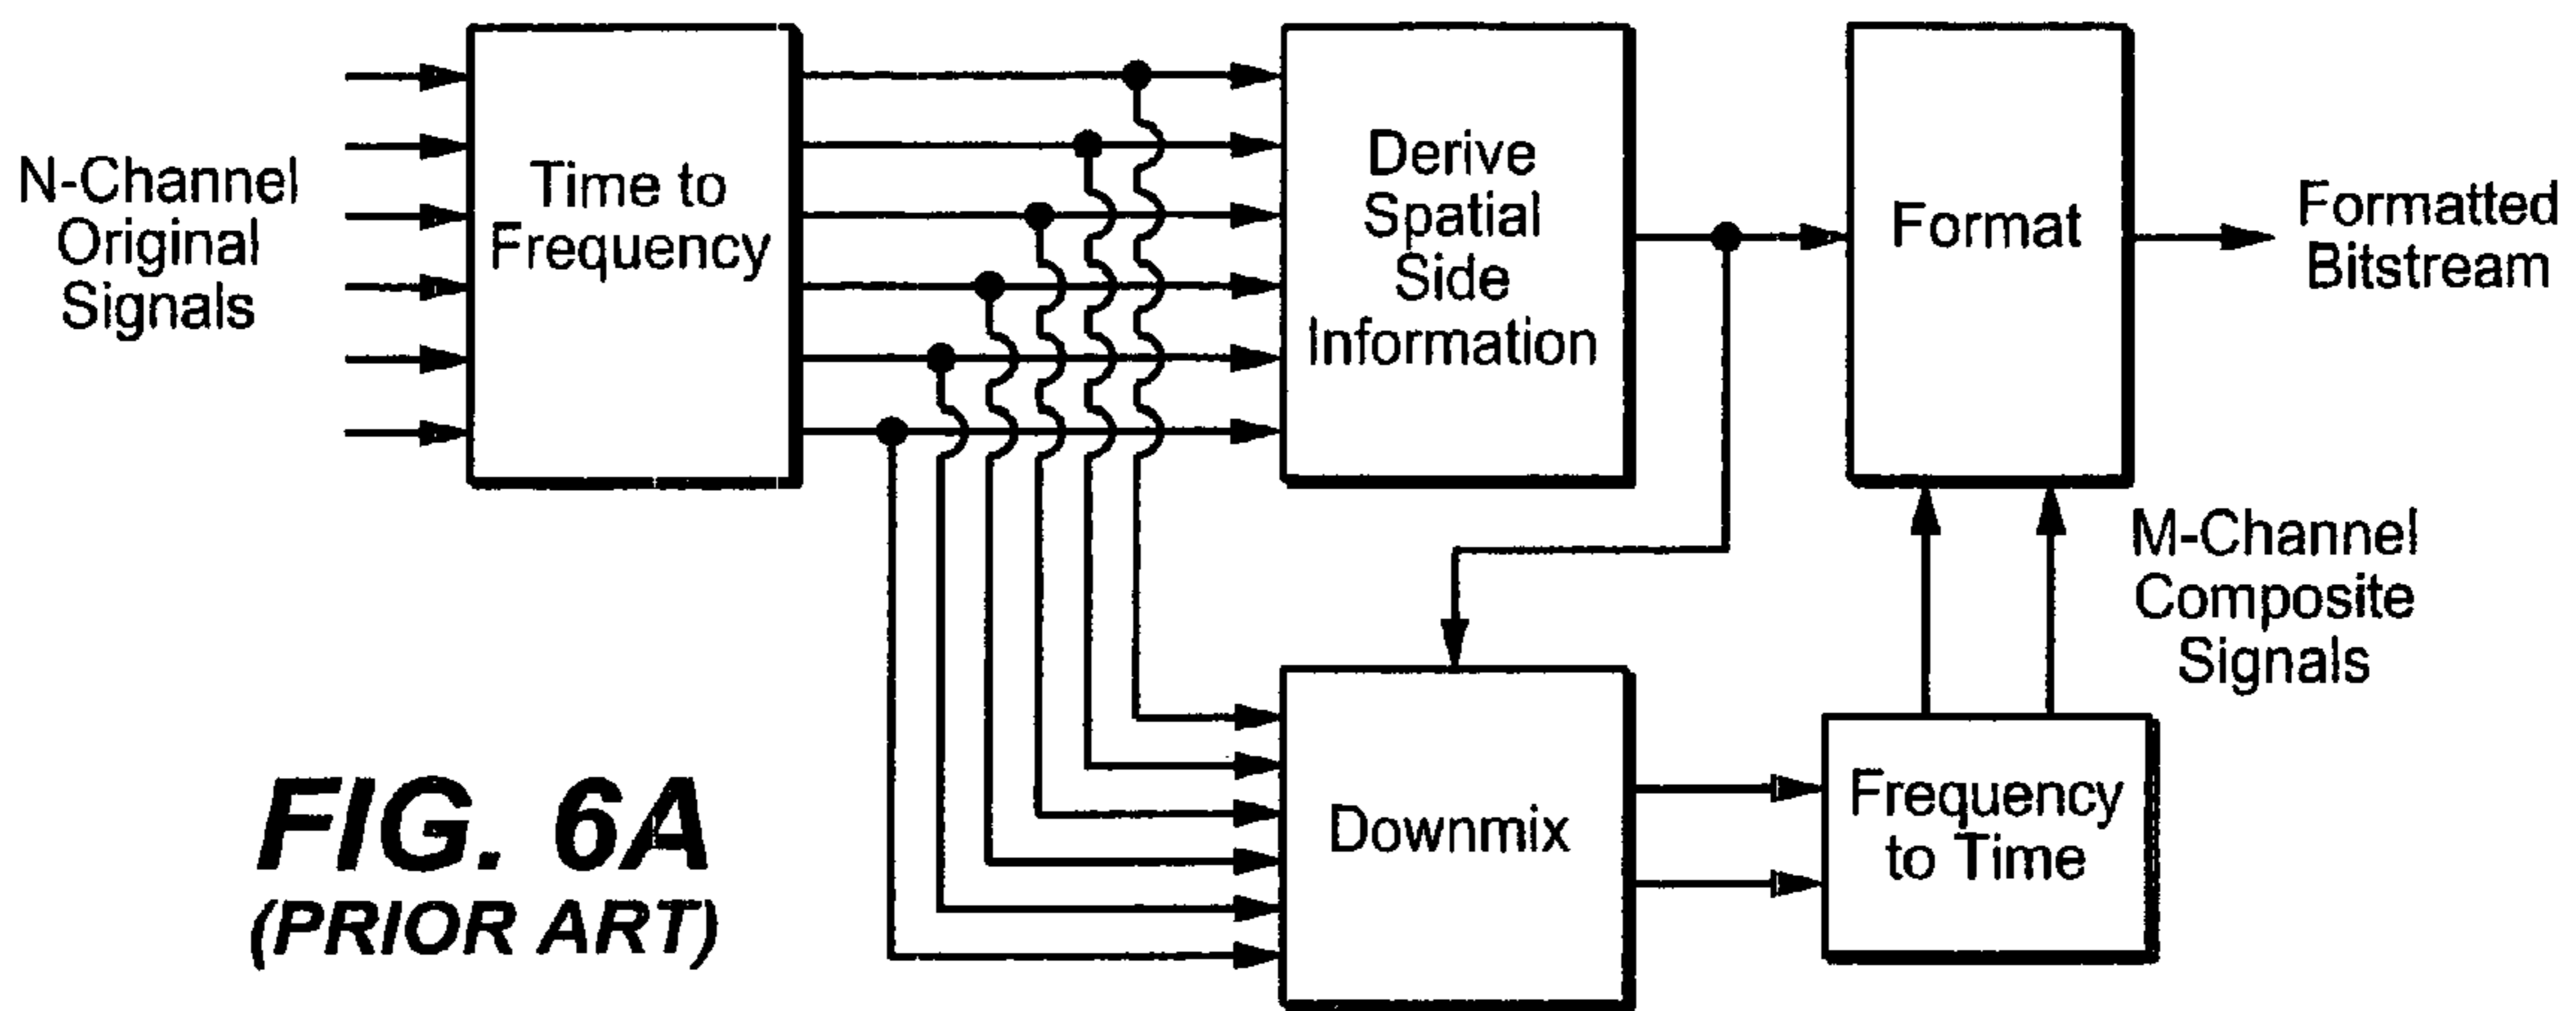 N-Channel
Original
Signals
Time to
Frequency
Derive
Spatial
Side
Information
Format
Formatted
Bitstream
M-Channel
Composite
Signals
Downmix
Frequency
to Time
FIG. 6A
(PRIOR ART)